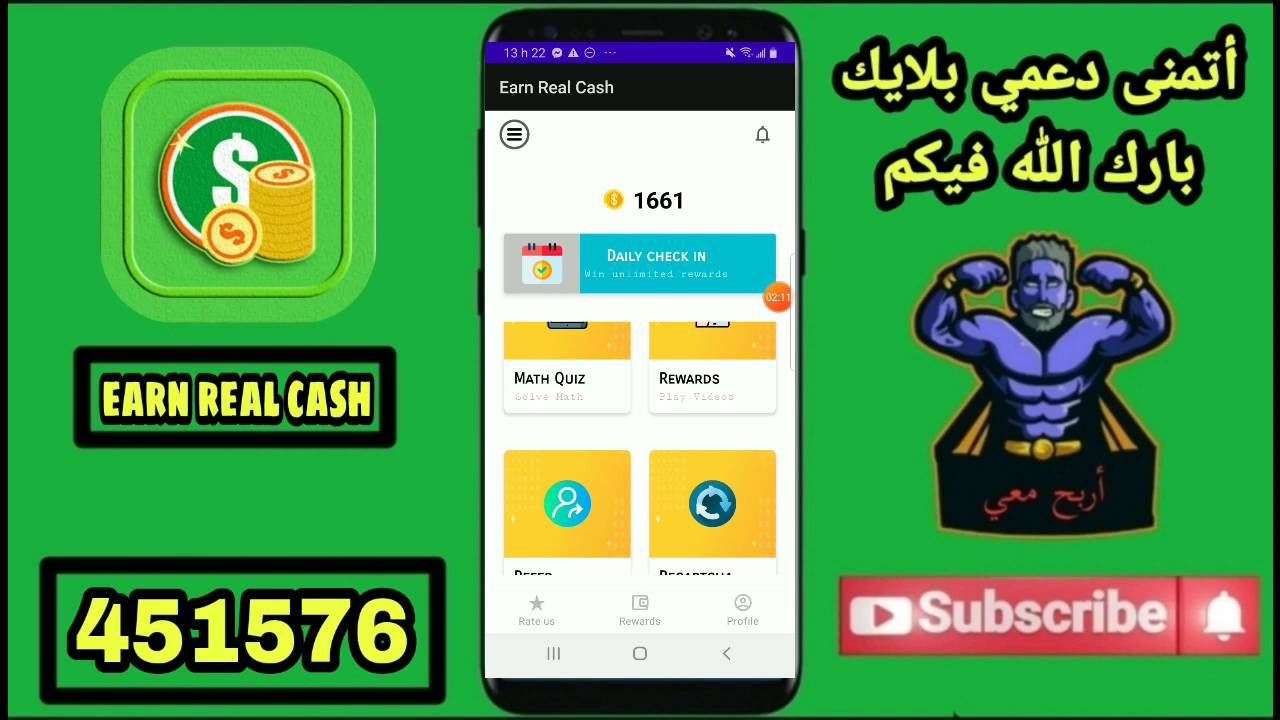 EARN REAL CASH
451576
13 h 22
Earn Real Cash
1661
DAILY CHECK IN
Win unlimited rewards
02:11
MATH QUIZ
Solve Math
REWARDS
Play Videos
Rate us
Rewards
Profile
أتمنى دعمي بلايك
بارك الله فيكم
أربح معي
Subscribe